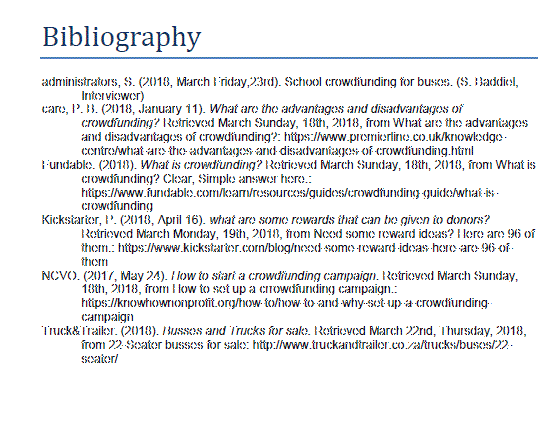 Bibliography
administrators, S. (2018, March Friday,23rd). School crowdfunding for buses. (S. Baddiel,
Interviewer)
care, P. B. (2018, January 11). What are the advantages and disadvantages of
crowdfunding? Retrieved March Sunday, 18th, 2018, from What are the advantages
and disadvantages of crowdfunding?: https://www.premierline.co.uk/knowledge-
centre/what-are-the-advantages-and-disadvantages-of-crowdfunding.html
Fundable. (2018). What is crowdfunding? Retrieved March Sunday, 18th, 2018, from What is
crowdfunding? Clear, Simple answer here.:
https://www.fundable.com/learn/resources/guides/crowdfunding-guide/what-is-
crowdfunding
Kickstarter, P. (2018, April 16). what are some rewards that can be given to donors?
Retrieved March Monday, 19th, 2018, from Need some reward ideas? Here are 96 of
them.: https://www.kickstarter.com/blog/need-some-reward-ideas-here-are-96-of-
them
NCVO. (2017, May 24). How to start a crowdfunding campaign. Retrieved March Sunday,
18th, 2018, from How to set up a crowdfunding campaign.:
https://knowhownonprofit.org/how-to/how-to-and-why-set-up-a-crowdfunding-
campaign
Truck&Trailer. (2018). Busses and Trucks for sale. Retrieved March 22nd, Thursday, 2018,
from 22-Seater busses for sale: http://www.truckandtrailer.co.za/trucks/buses/22-
seater/